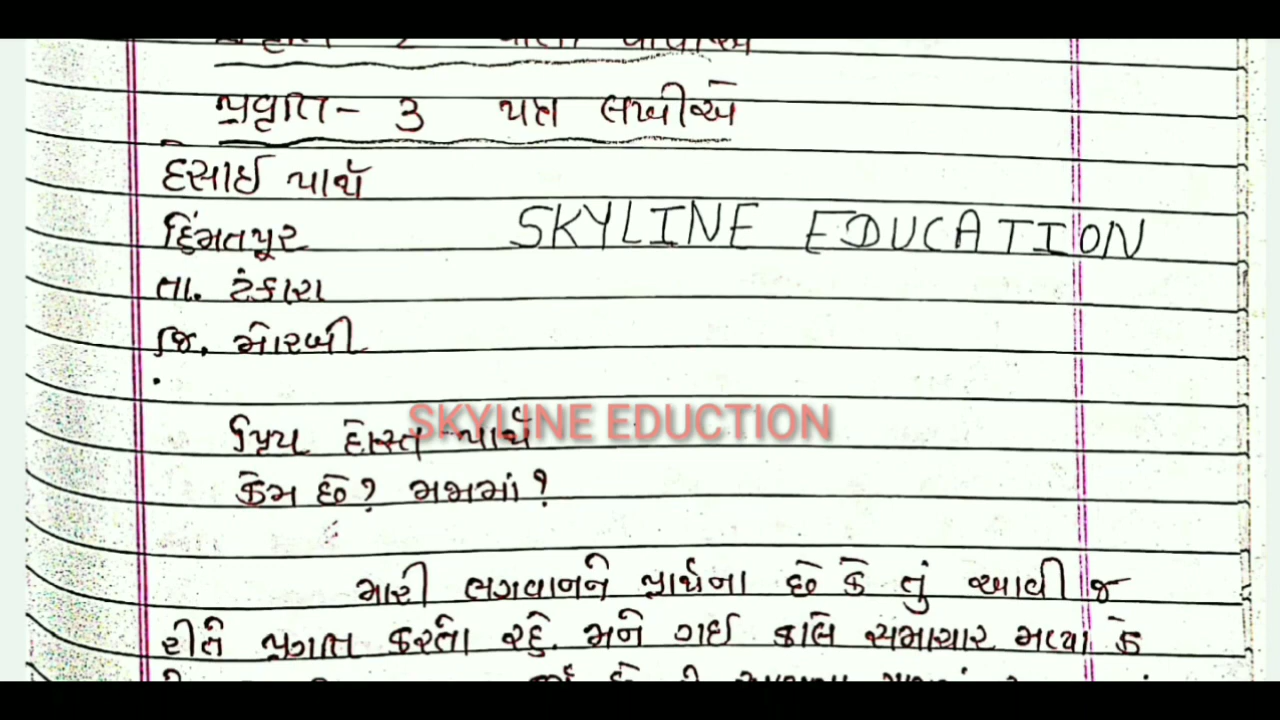 પ્રવૃતિ - 3 પત્ર લખીએ
દેસાઈ પાર્થ
હિંમતપૂર
SKYLINE EDUCATION
તા. ટંકારા
જિ. મોરબી
SKYLINE EDUCTION
પ્રિય દોસ્ત પાર્થ
કેમ છે? મજામાં?
મારી ભગવાનને પ્રાર્થના છે કે તું આવી જ
રીતે પ્રગતિ કરતો રહે. મને ગઈ કાલે સમાચાર મળ્યા કે